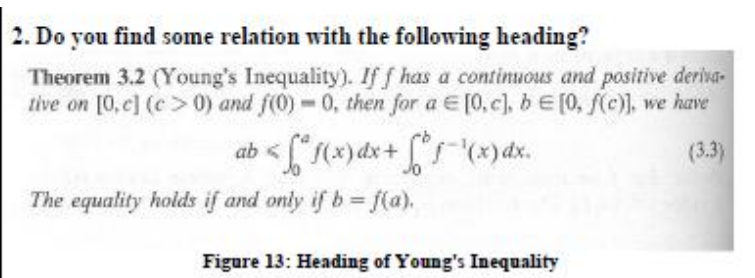 2. Do you find some relation with the following heading?
Theorem 3.2 (Young's Inequality). If f has a continuous and positive deriva-
tive on [0, c] (c > 0) and f(0) = 0, then for a ∈ [0, c], b ∈ [0, f(c)], we have
ab < ∫₀ᵃ f(x) dx + ∫₀ᵇ f⁻¹(x) dx. (3.3)
The equality holds if and only if b = f(a).
Figure 13: Heading of Young's Inequality